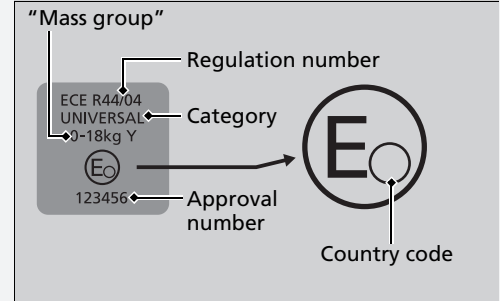 “Mass group”
Regulation number
ECE R44/04
UNIVERSAL
0-18kg Y
Category
E
E
123456
Approval
number
Country code